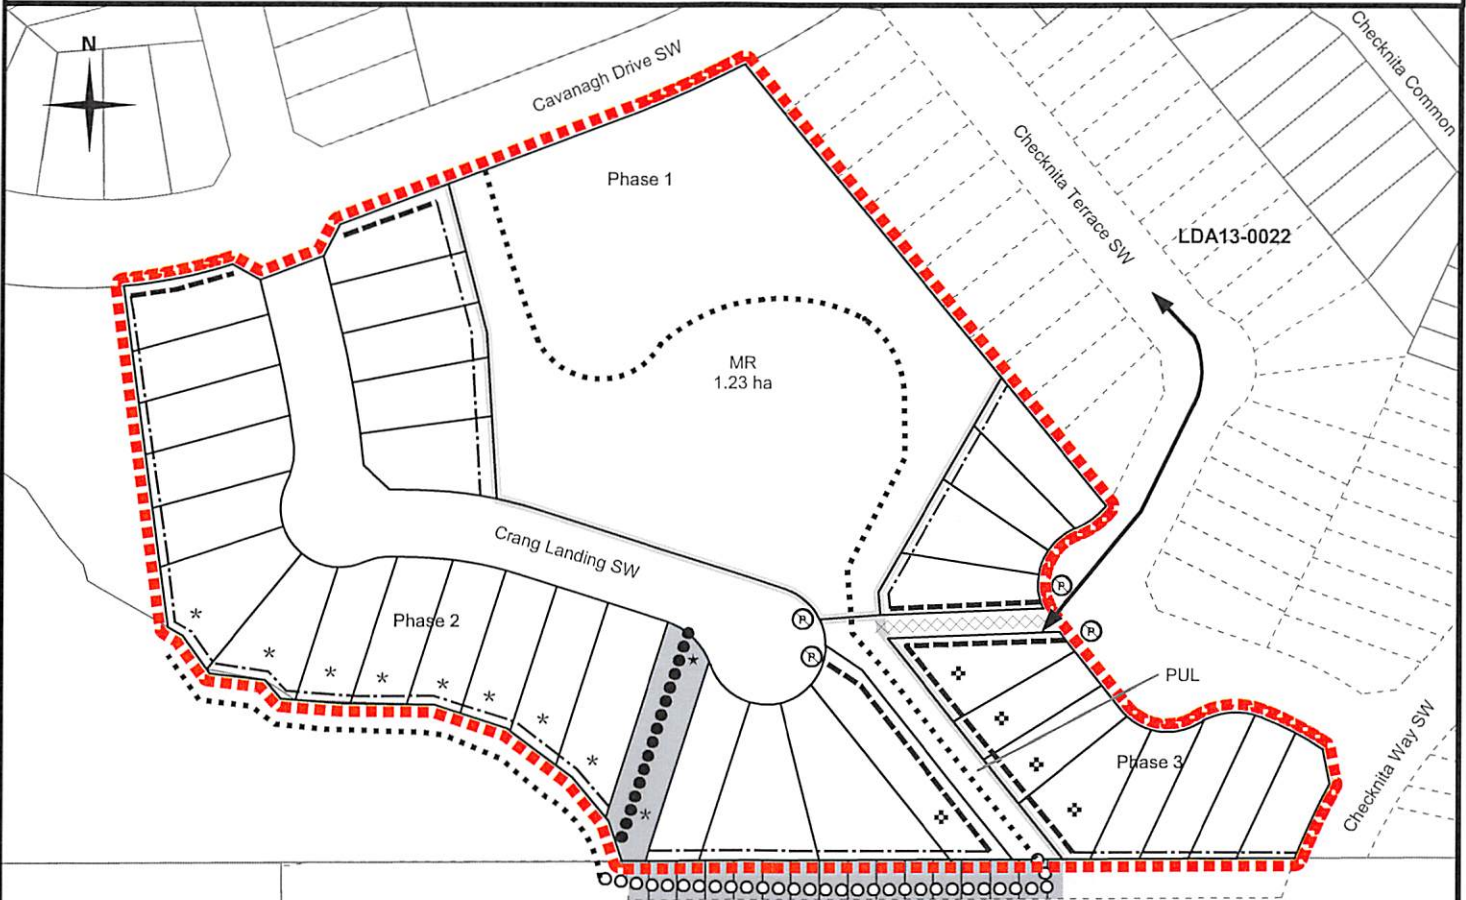 N
Cavanagh Drive SW
Checknita Common
Phase 1
Checknita Terrace SW
LDA13-0022
MR
1.23 ha
Crang Landing SW
Phase 2
R
R
R
R
PUL
Phase 3
Checknita Way SW